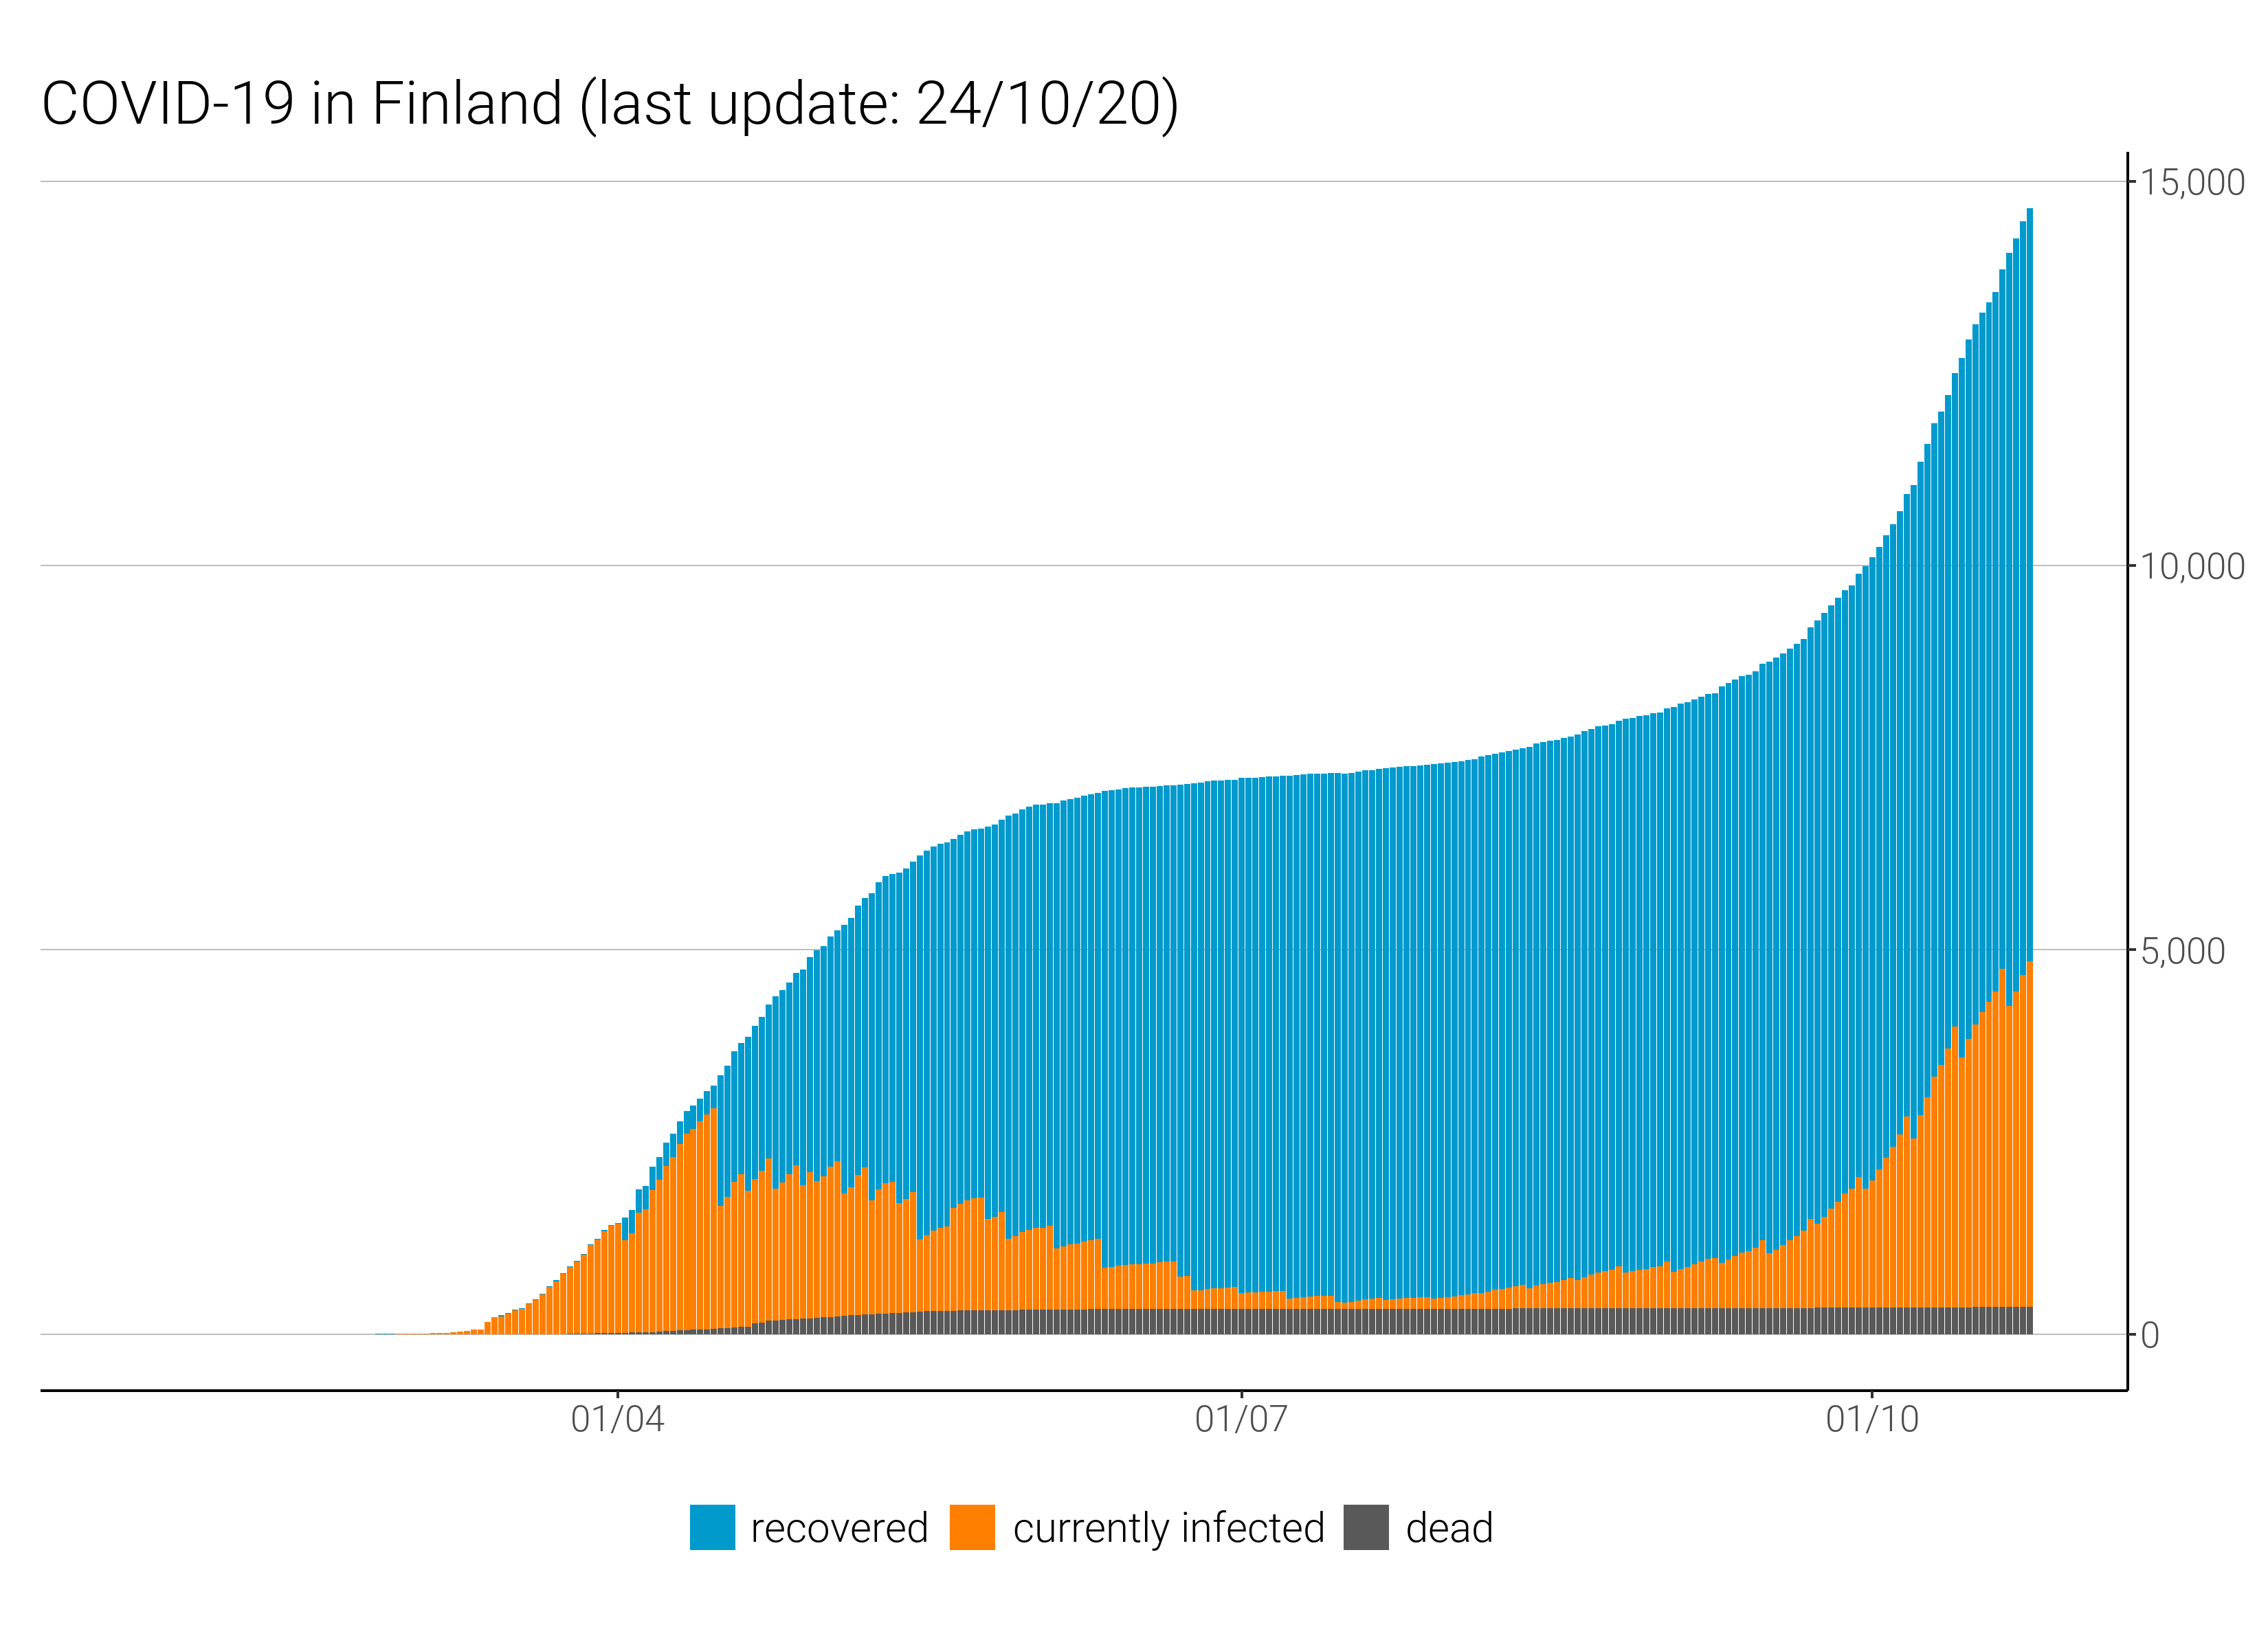 COVID-19 in Finland (last update: 24/10/20)
15,000
10,000
5,000
0
01/04 01/07 01/10
recovered currently infected dead